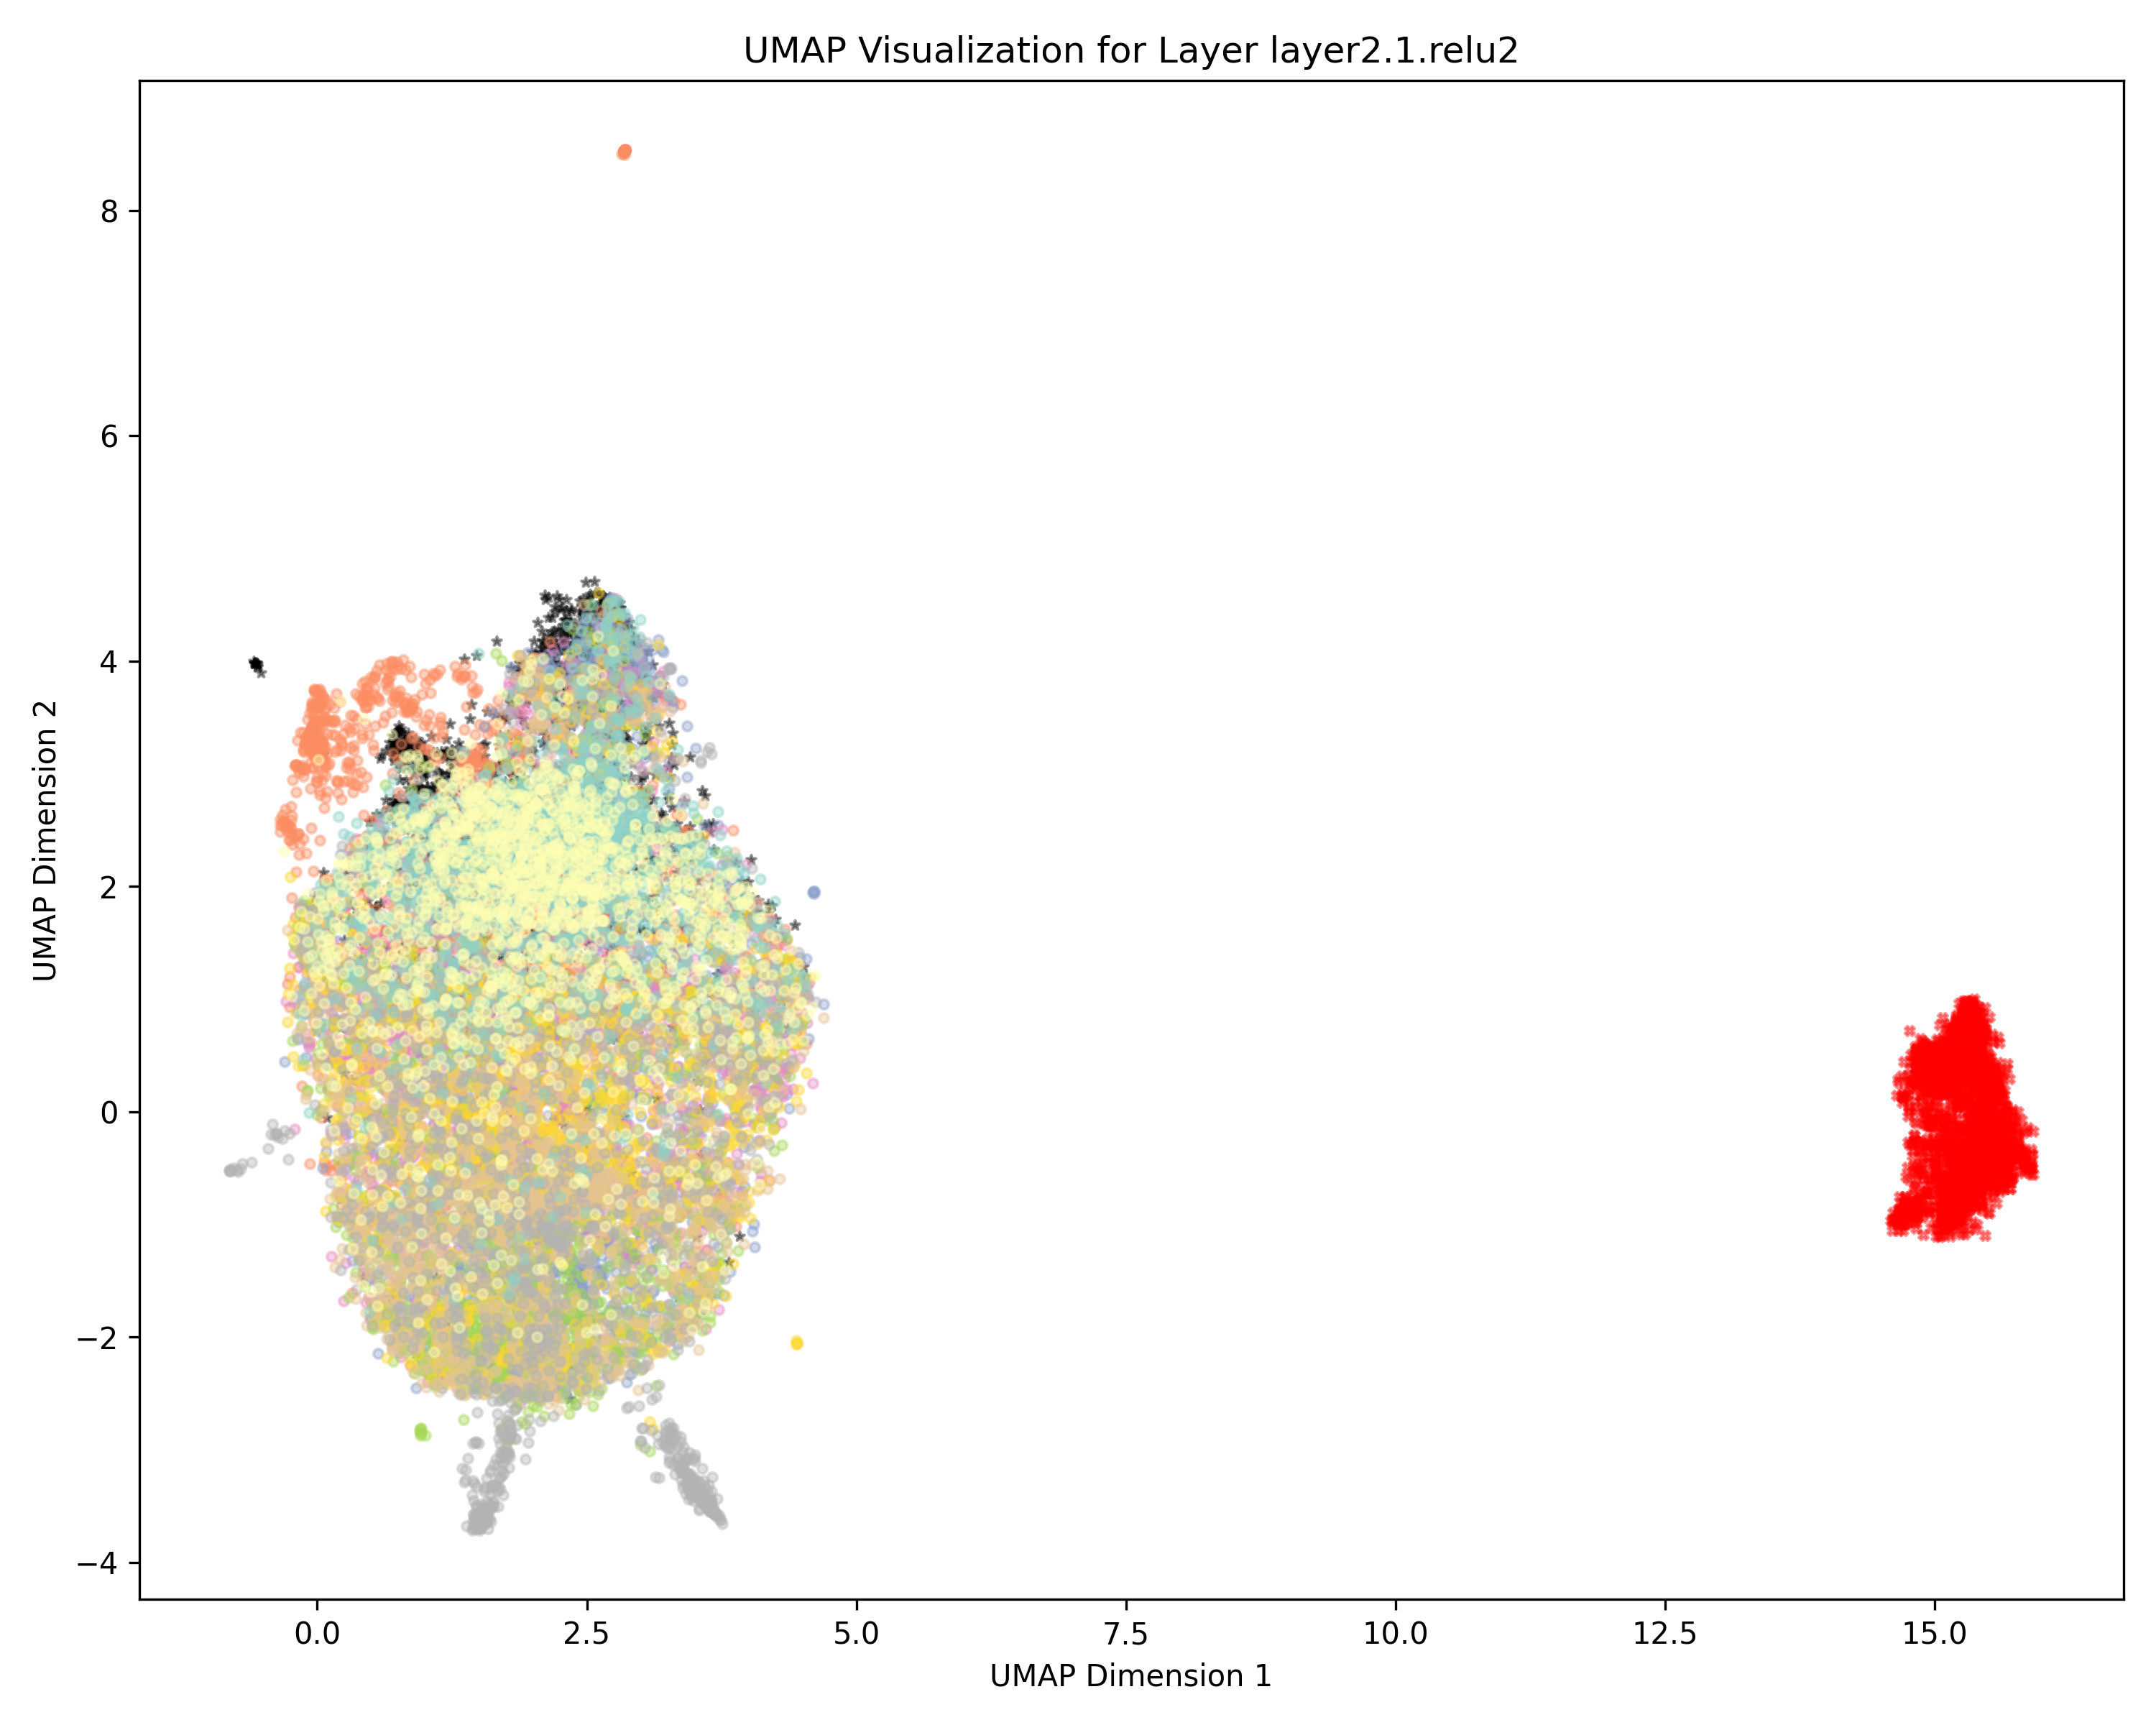 UMAP Visualization for Layer layer2.1.relu2
UMAP Dimension 2
8
6
4
2
0
−2
−4
0.0 2.5 5.0 7.5 10.0 12.5 15.0
UMAP Dimension 1